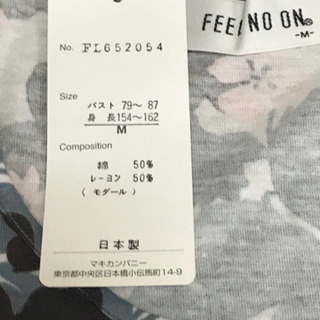 No. FL652054
FEEL NO ON®
-M-
Size
バスト 79～ 87
身　長154～162
M
Composition
綿 50%
レーヨン 50%
( モダール )
日本製
マキカンパニー
東京都中央区日本橋小伝馬町14-9